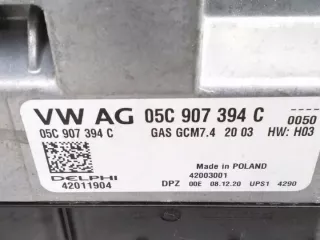 VW AG 05C 907 394 C
0050
05C 907 394 C GAS GCM7.4 20 03 HW: H03
Made in POLAND
42003001
DELPHI
42011904 DPZ 00E 08.12.20 UPS1 4290